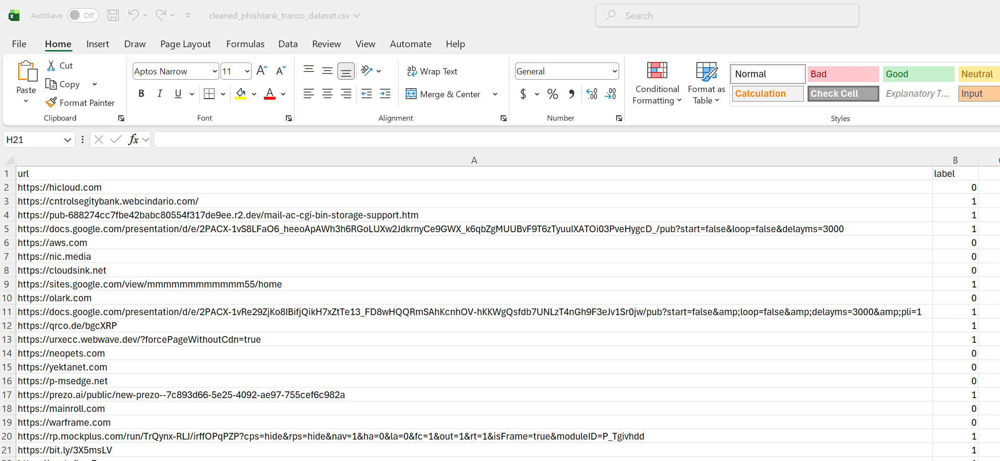 AutoSave Off cleaned_phishtank_tranco_dataset.csv Search
File Home Insert Draw Page Layout Formulas Data Review View Automate Help
Paste
Cut
Copy
Format Painter
Clipboard
Aptos Narrow 11
B I U
Font
Wrap Text
Merge & Center
Alignment
General
$ % 9 .00 .00
Number
Conditional Formatting
Format as Table
Normal Bad Good Neutral
Calculation Check Cell Explanatory T... Input
Styles
H21 fx
A B
1 url label
2 https://hicloud.com 0
3 https://cntrolsegitybank.webcindario.com/ 1
4 https://pub-688274cc7fbe42babc80554f317de9ee.r2.dev/mail-ac-cgi-bin-storage-support.htm 1
5 https://docs.google.com/presentation/d/e/2PACX-1vS8LFaO6_heeoApAWh3h6RGoLUXw2JdkrnyCe9GWX_k6qbZgMUUBvF9T6zTyuuIXATOi03PveHygcD_/pub?start=false&loop=false&delayms=3000 1
6 https://aws.com 0
7 https://nic.media 0
8 https://cloudsink.net 0
9 https://sites.google.com/view/mmmmmmmmmmmm55/home 1
10 https://olark.com 0
11 https://docs.google.com/presentation/d/e/2PACX-1vRe29ZjKo8IBifjQikH7xZtTe13_FD8wHQQRmSAhKcnhOV-hKKWgQsfdb7UNLzT4nGh9F3eJv1Sr0jw/pub?start=false&amp;loop=false&amp;delayms=3000&amp;pli=1 1
12 https://qrco.de/bgcXRP 1
13 https://urxecc.webwave.dev/?forcePageWithoutCdn=true 1
14 https://neopets.com 0
15 https://yektanet.com 0
16 https://p-msedge.net 0
17 https://prezo.ai/public/new-prezo--7c893d66-5e25-4092-ae97-755cef6c982a 1
18 https://mainroll.com 0
19 https://warframe.com 0
20 https://rp.mockplus.com/run/TrQynx-RLJ/irffOPqPZP?cps=hide&rps=hide&nav=1&ha=0&la=0&fc=1&out=1&rt=1&isFrame=true&moduleID=P_Tgivhdd 1
21 https://bit.ly/3X5msLV 1